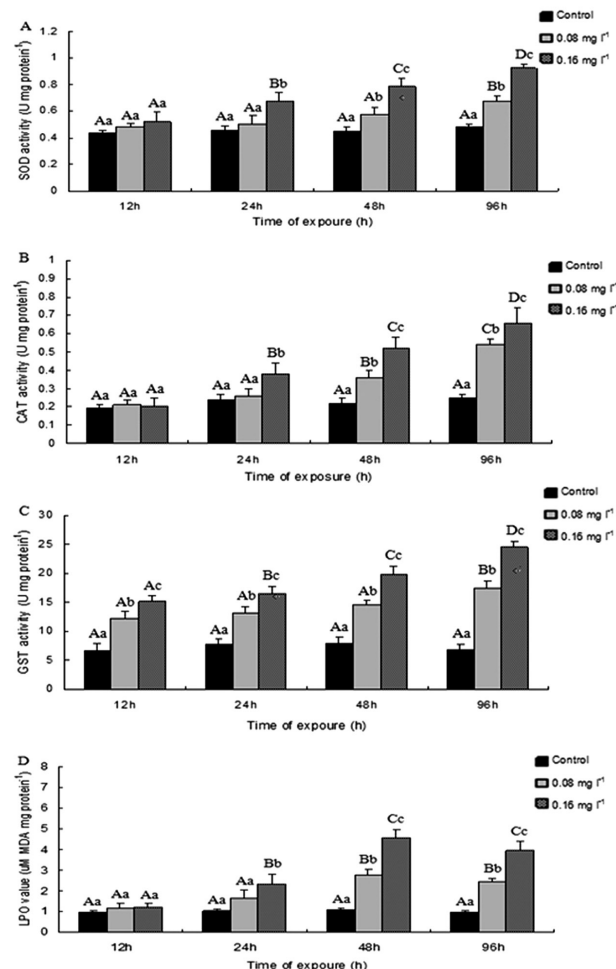 A
SOD activity (U mg protein¹)
1.2
1
0.8
0.6
0.4
0.2
0
Aa Aa Aa
Aa Aa Bb
Aa Ab Cc
Aa Bb Dc
12h 24h 48h 96h
Time of expoure (h)
Control
0.08 mg l⁻¹
0.16 mg l⁻¹
B
CAT activity (U mg protein¹)
1
0.9
0.8
0.7
0.6
0.5
0.4
0.3
0.2
0.1
0
Aa Aa Aa
Aa Aa Bb
Aa Bb Cc
Aa Cb Dc
12h 24h 48h 96h
Time of exposure (h)
Control
0.08 mg l⁻¹
0.16 mg l⁻¹
C
GST activity (U mg protein¹)
30
25
20
15
10
5
0
Aa Ab Ac
Aa Ab Bc
Aa Ab Cc
Aa Bb Dc
12h 24h 48h 96h
Time of expoure (h)
Control
0.08 mg l⁻¹
0.16 mg l⁻¹
D
LPO value (uM MDA mg protein¹)
8
7
6
5
4
3
2
1
0
Aa Aa Aa
Aa Aa Bb
Aa Bb Cc
Aa Bb Cc
12h 24h 48h 96h
Time of expoure (h)
Control
0.08 mg l⁻¹
0.16 mg l⁻¹